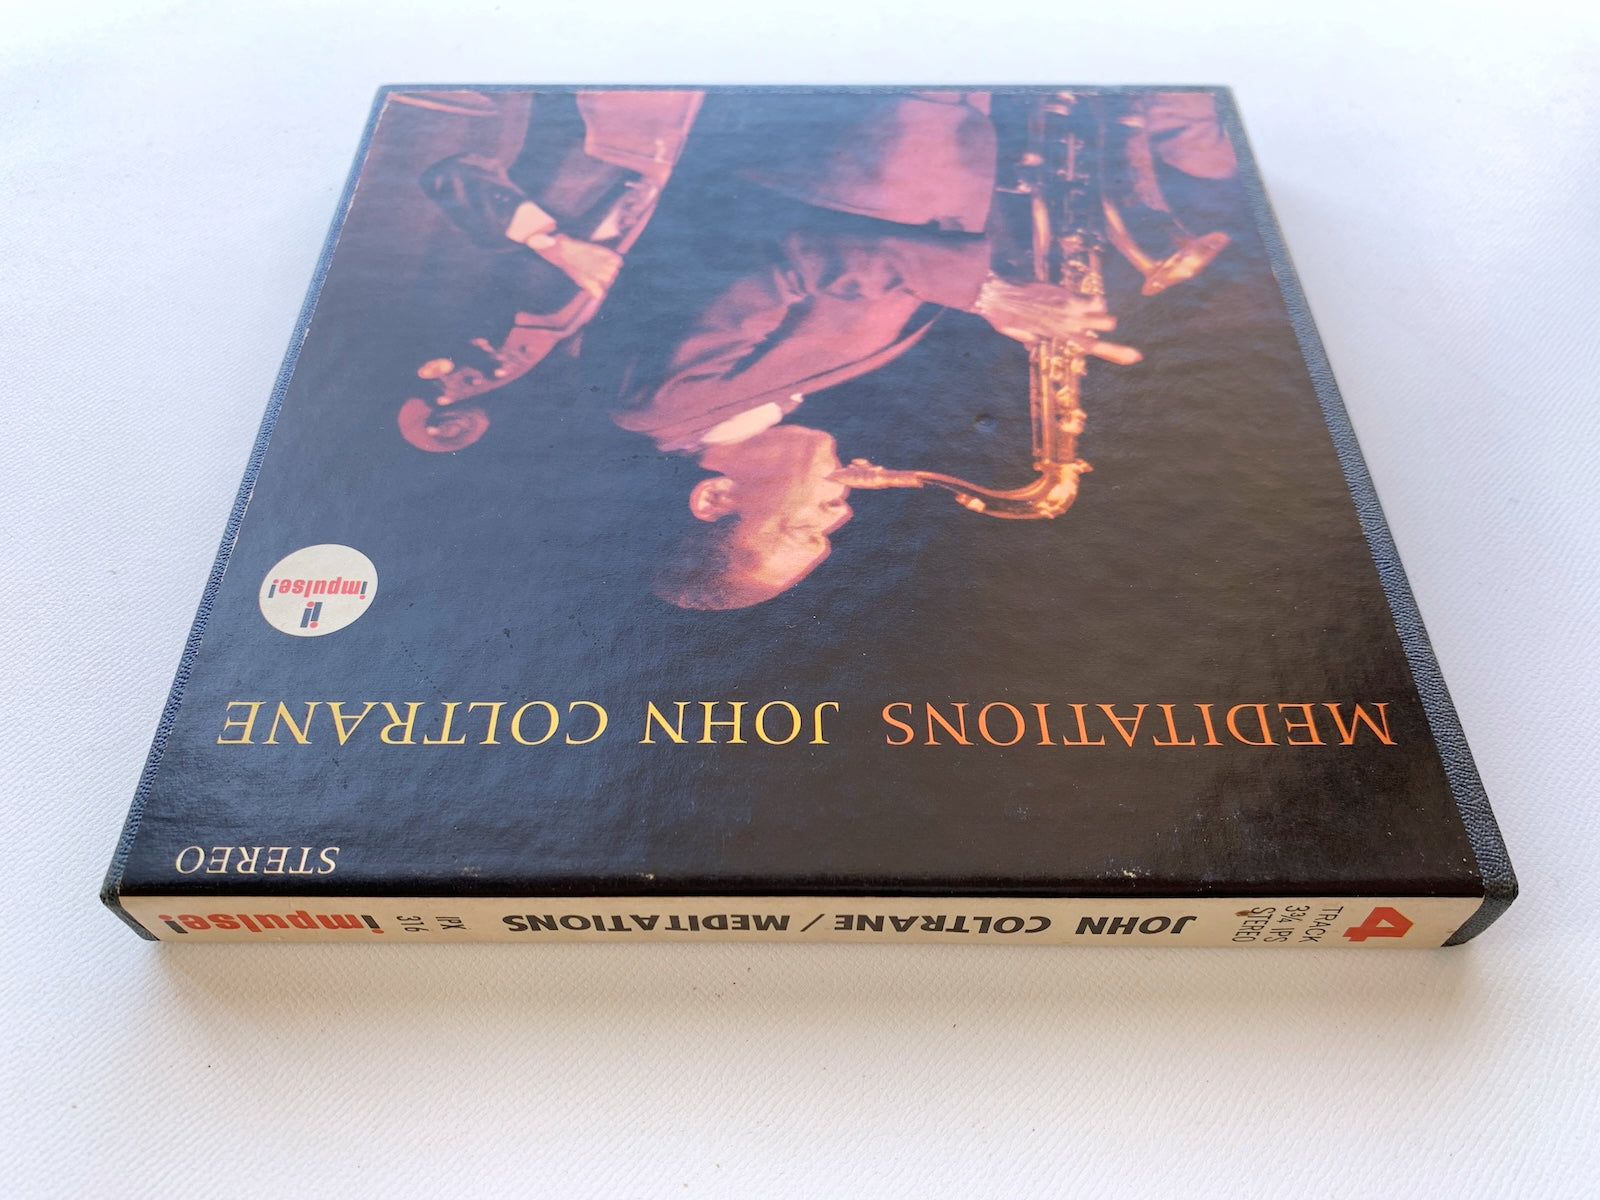 STEREO
MEDITATIONS JOHN COLTRANE
impulse!
4
TRACK
3¾ IPS
STEREO
JOHN COLTRANE / MEDITATIONS
IPX
316
impulse!